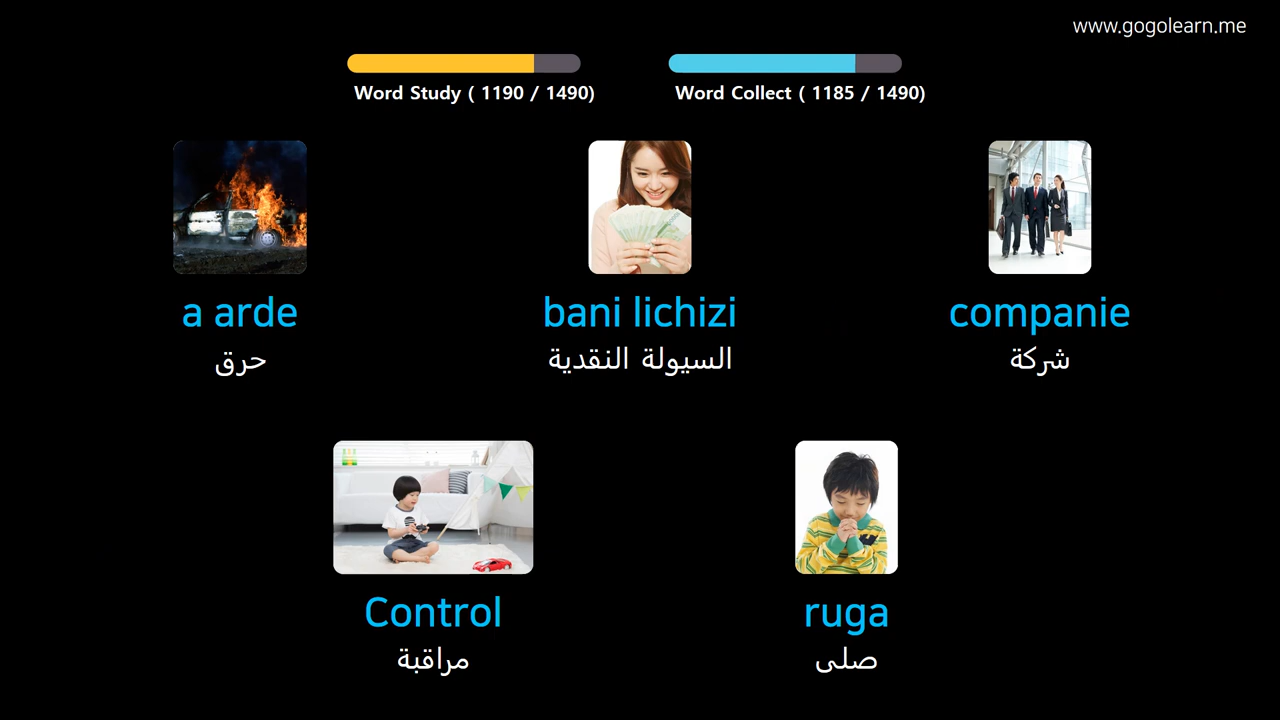 www.gogolearn.me
Word Study ( 1190 / 1490)
Word Collect ( 1185 / 1490)
a arde
حرق
bani lichizi
السيولة النقدية
companie
شركة
Control
مراقبة
ruga
صلى